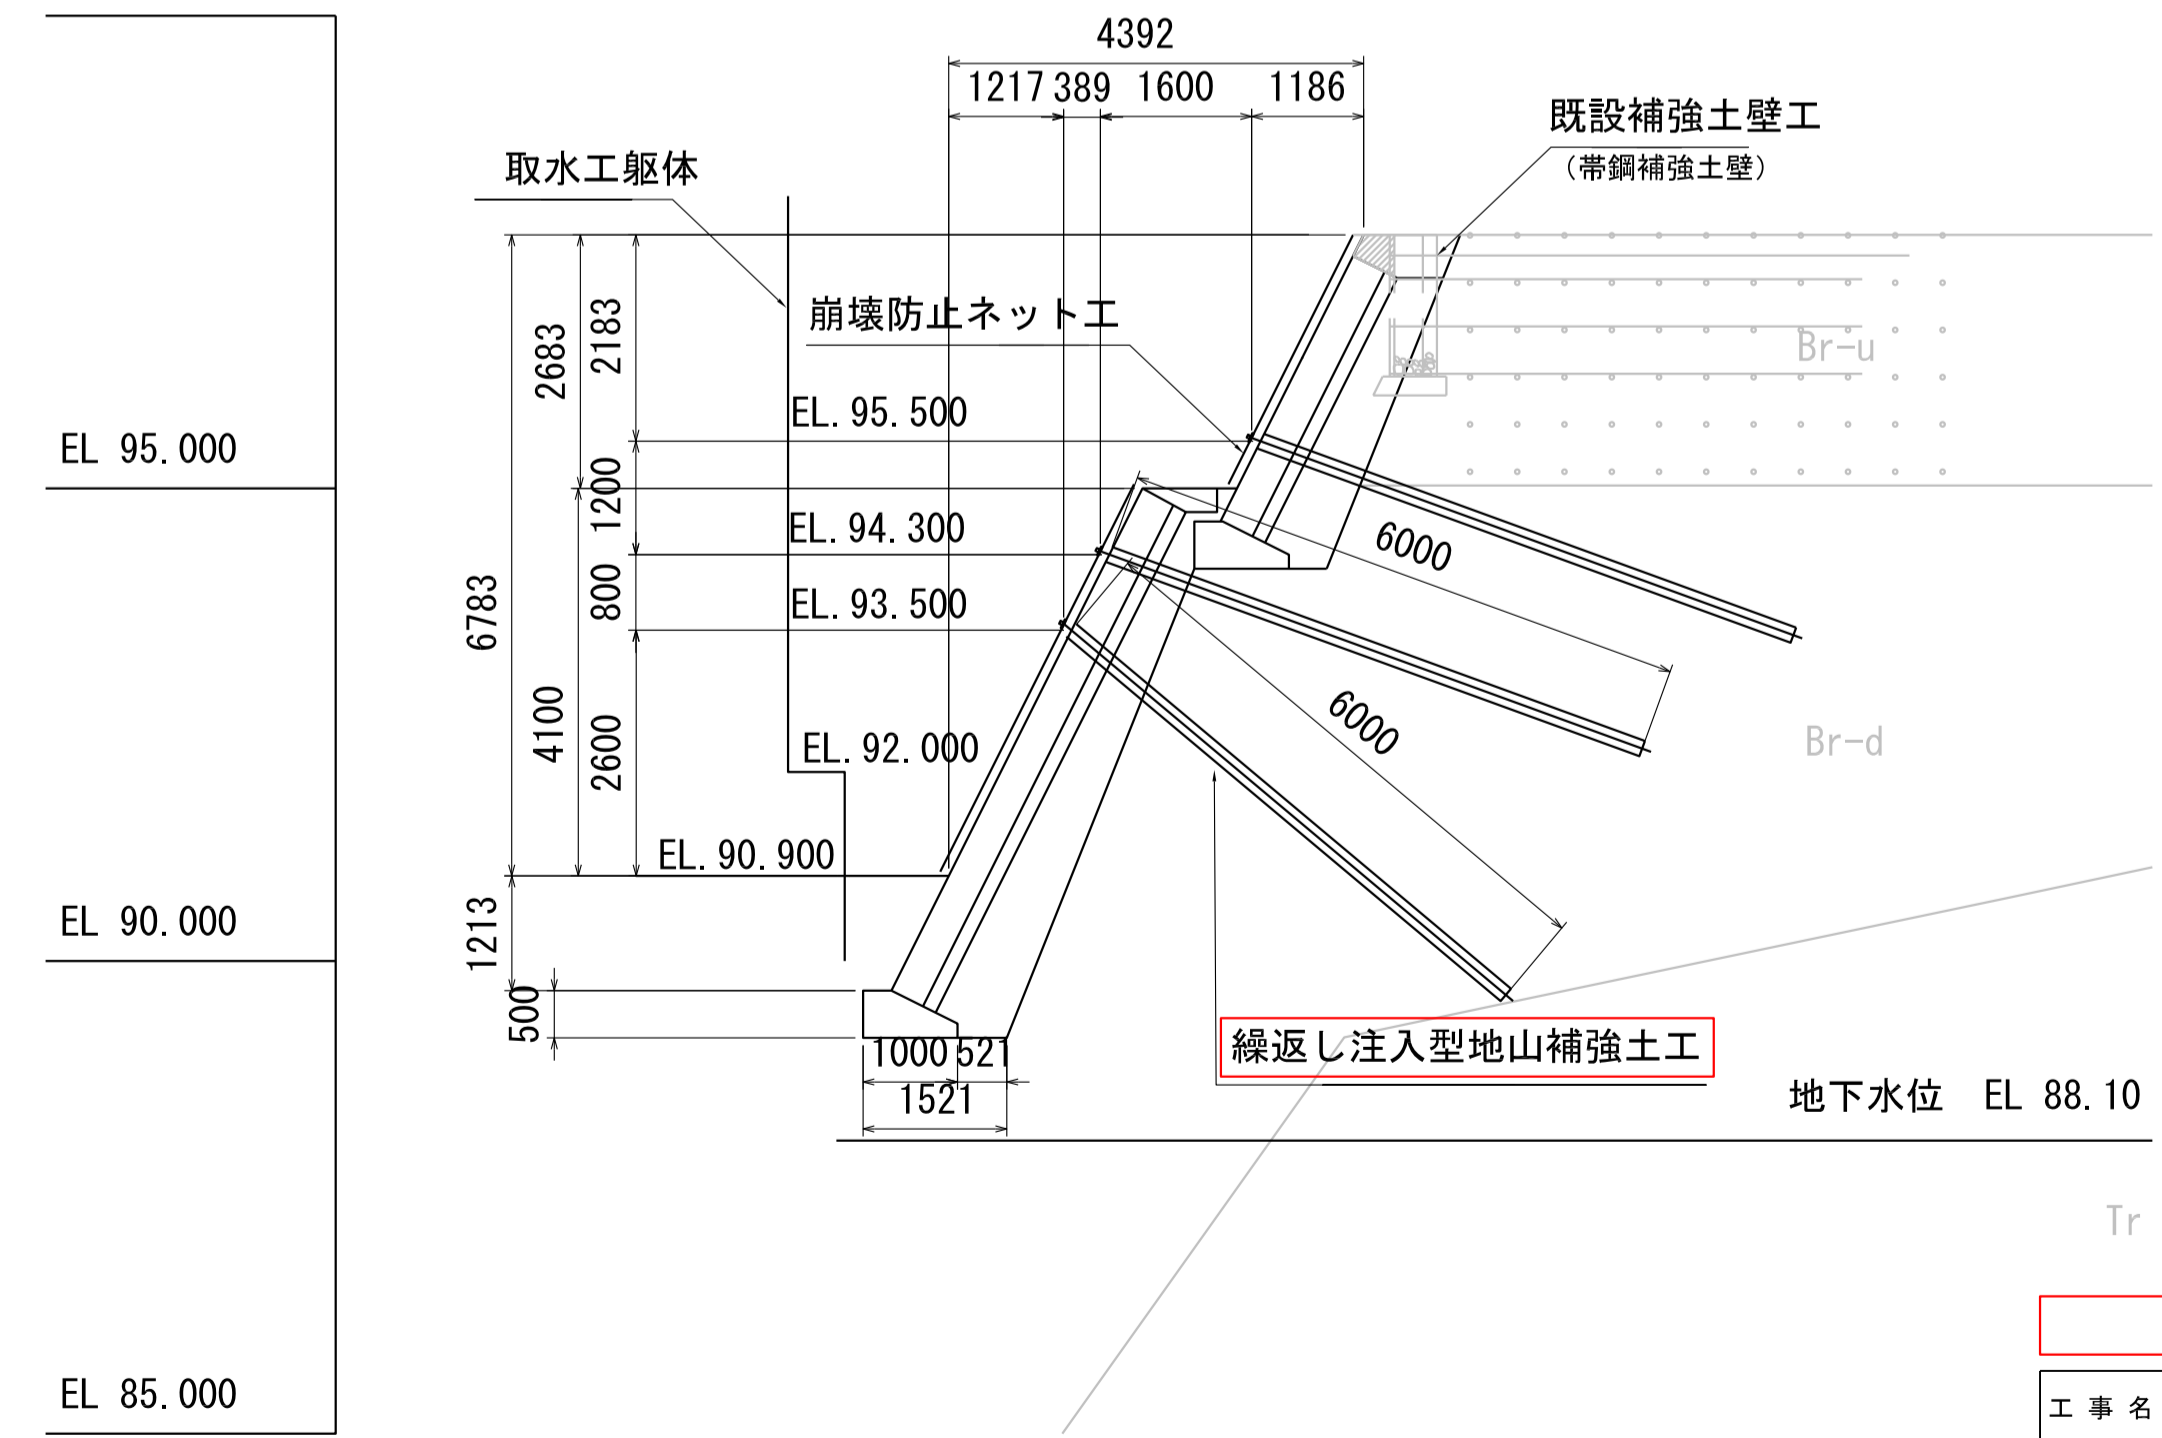 4392
1217 389 1600 1186
既設補強土壁工
(帯鋼補強土壁)
取水工躯体
崩壊防止ネット工
2683
2183
EL.95.500
EL 95.000
1200
EL.94.300
6000
Br-u
6783
800
EL.93.500
4100
2600
EL.92.000
6000
Br-d
EL.90.900
EL 90.000
1213
500
1000 521
1521
繰返し注入型地山補強土工
地下水位 EL 88.10
Tr
EL 85.000
工事名